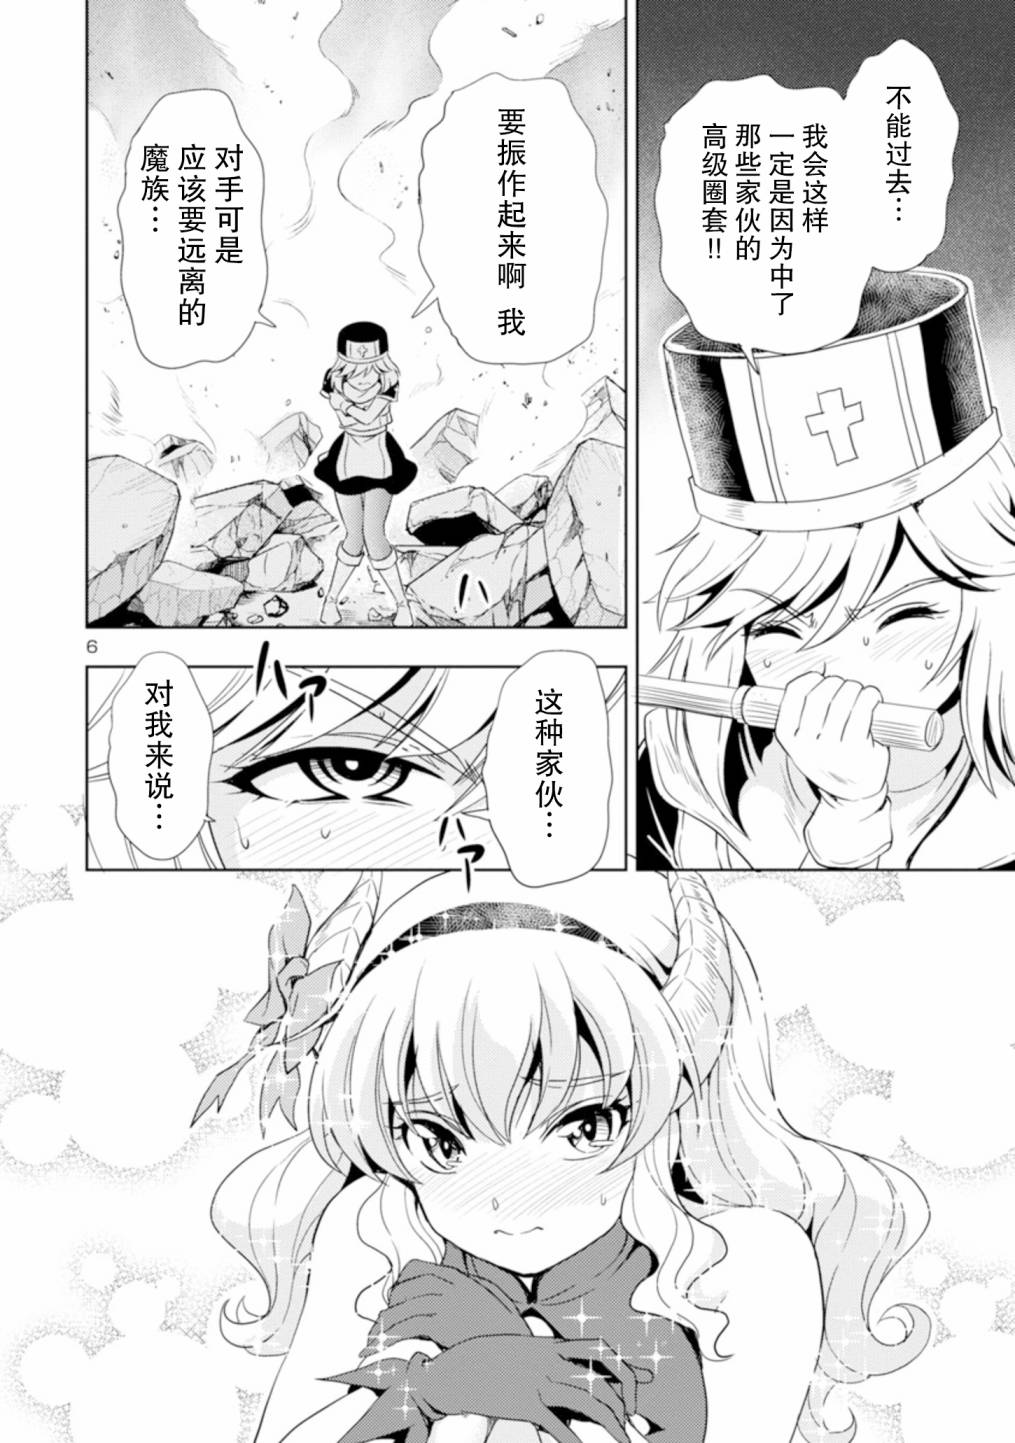 不能过去…
我会这样
一定是因为中了
那些家伙的
高级圈套!!
要振作起来啊 我
对手可是
应该要远离的
魔族…
这种家伙…
对我来说…
6